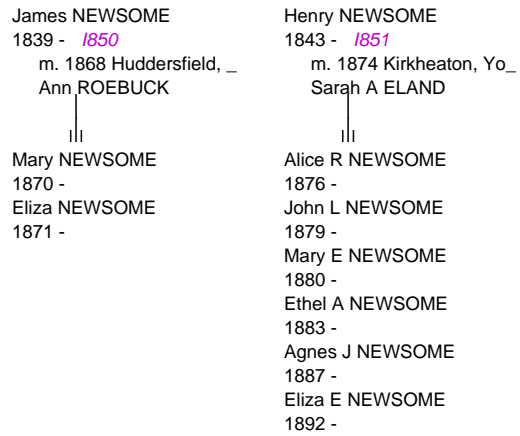 James NEWSOME
1839 - I850
m. 1868 Huddersfield, _
Ann ROEBUCK
Mary NEWSOME
1870 -
Eliza NEWSOME
1871 -
Henry NEWSOME
1843 - I851
m. 1874 Kirkheaton, Yo_
Sarah A ELAND
Alice R NEWSOME
1876 -
John L NEWSOME
1879 -
Mary E NEWSOME
1880 -
Ethel A NEWSOME
1883 -
Agnes J NEWSOME
1887 -
Eliza E NEWSOME
1892 -